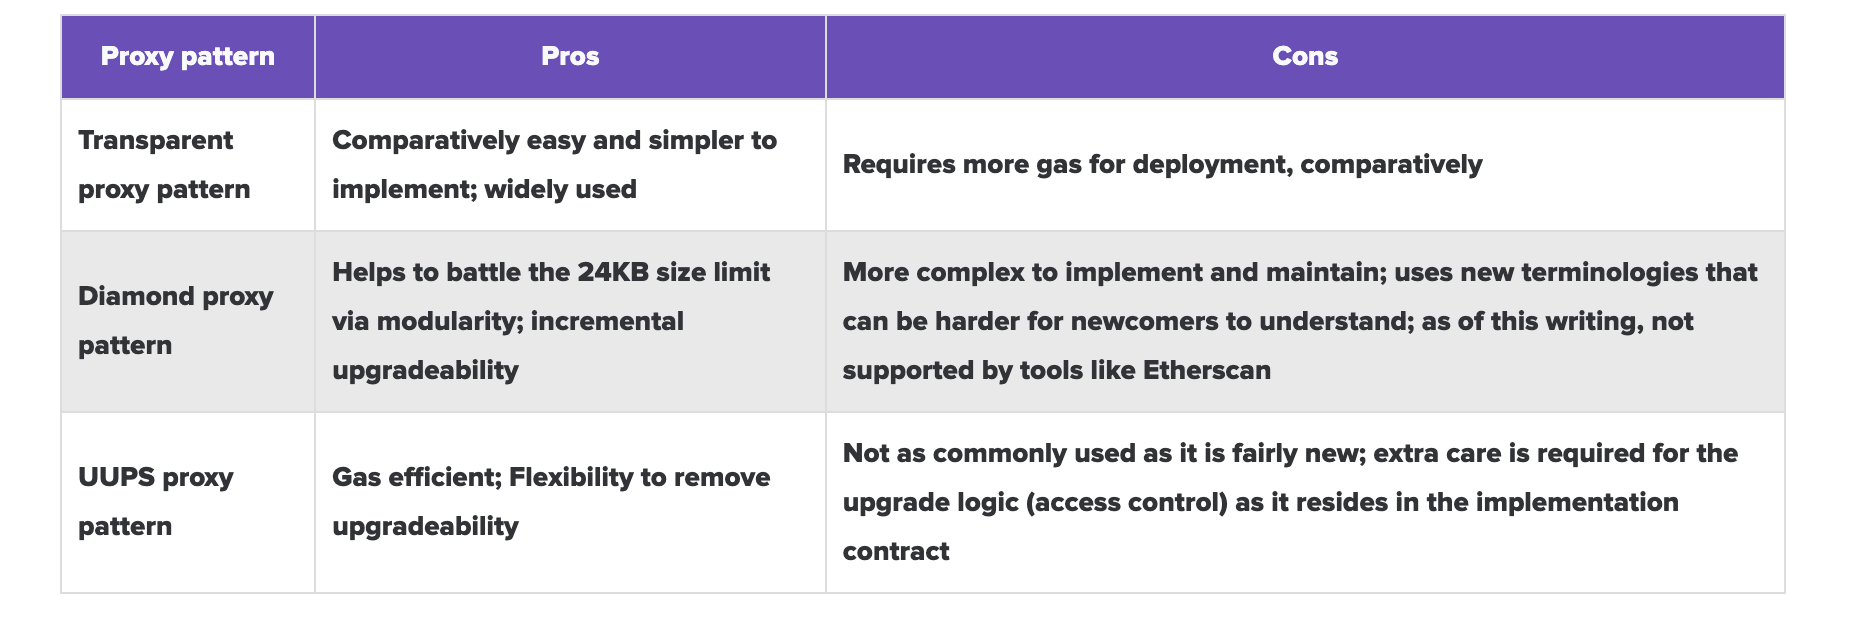 Proxy pattern
Pros
Cons
Transparent
proxy pattern
Comparatively easy and simpler to
implement; widely used
Requires more gas for deployment, comparatively
Diamond proxy
pattern
Helps to battle the 24KB size limit
via modularity; incremental
upgradeability
More complex to implement and maintain; uses new terminologies that
can be harder for newcomers to understand; as of this writing, not
supported by tools like Etherscan
UUPS proxy
pattern
Gas efficient; Flexibility to remove
upgradeability
Not as commonly used as it is fairly new; extra care is required for the
upgrade logic (access control) as it resides in the implementation
contract